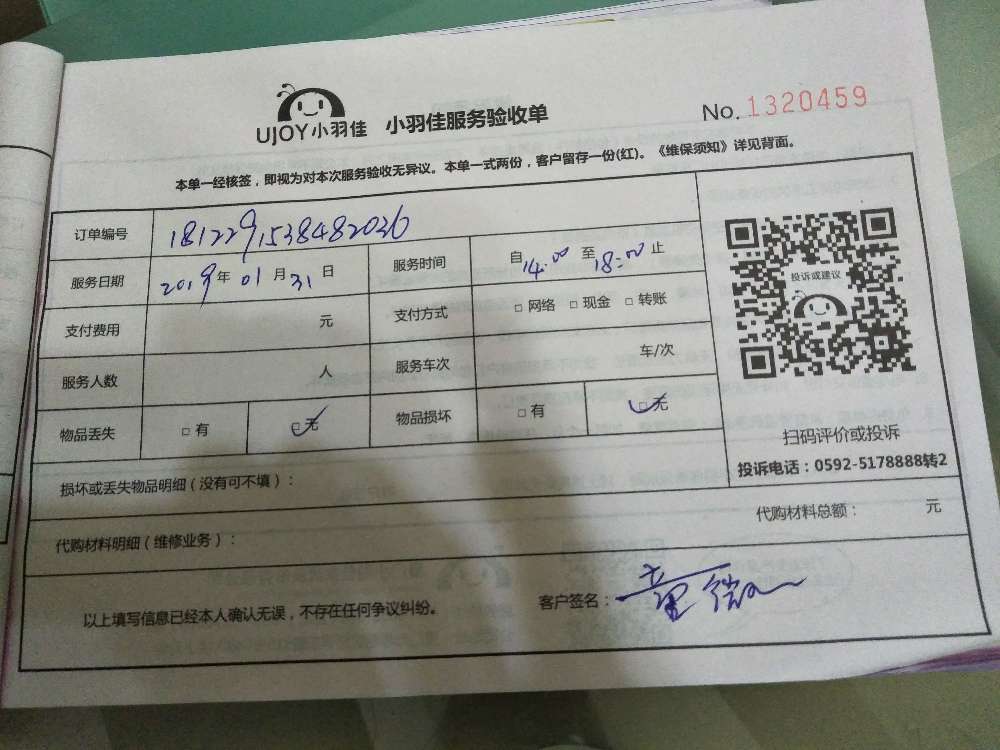 UJOY小羽佳 小羽佳服务验收单 No.1320459
本单一经核签，即视为对本次服务验收无异议。本单一式两份，客户留存一份(红)。《维保须知》详见背面。
订单编号 1812291538482036
服务日期 2019年 01月 31日 服务时间 自14:00 至18:00止
支付费用 元 支付方式 □ 网络 □ 现金 □ 转账
服务人数 人 服务车次 车/次
物品丢失 □ 有 □ 无 物品损坏 □ 有 □ 无
投诉或建议
扫码评价或投诉
投诉电话：0592-5178888转2
损坏或丢失物品明细（没有可不填）：
代购材料明细（维修业务）： 代购材料总额： 元
以上填写信息已经本人确认无误，不存在任何争议纠纷。 客户签名：